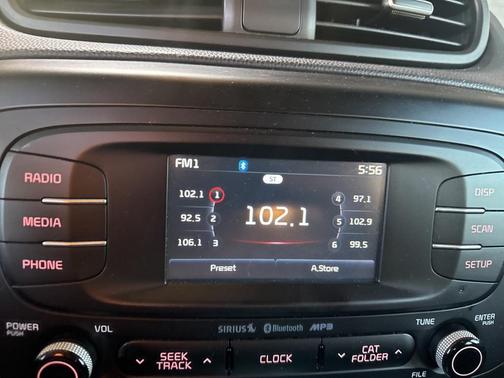 FM1 5:56
RADIO
MEDIA
PHONE
ST
102.1 1
92.5 2
106.1 3
102.1
4 97.1
5 102.9
6 99.5
Preset A.Store
DISP
SCAN
SETUP
POWER
PUSH
VOL
SIRIUS
Bluetooth
MP3
TUNE
ENTER
PUSH
SEEK
TRACK
CLOCK
CAT
FOLDER
FILE